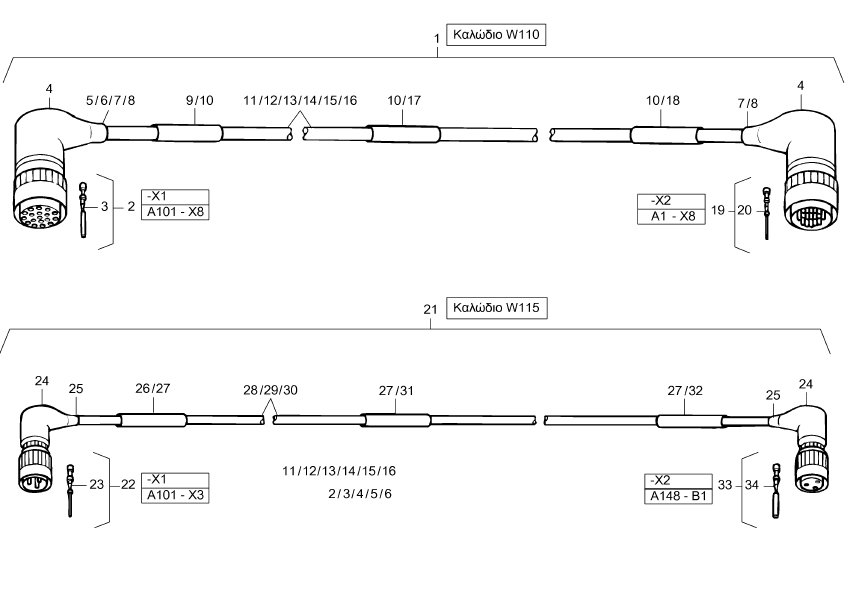 1 Καλώδιο W110
4
5/6/7/8
9/10
11/12/13/14/15/16
10/17
10/18
7/8
4
3
2
-X1
A101 - X8
-X2
A1 - X8
19
20
21 Καλώδιο W115
24
25
26/27
28/29/30
27/31
27/32
25
24
23
22
-X1
A101 - X3
11/12/13/14/15/16
2/3/4/5/6
-X2
A148 - B1
33
34